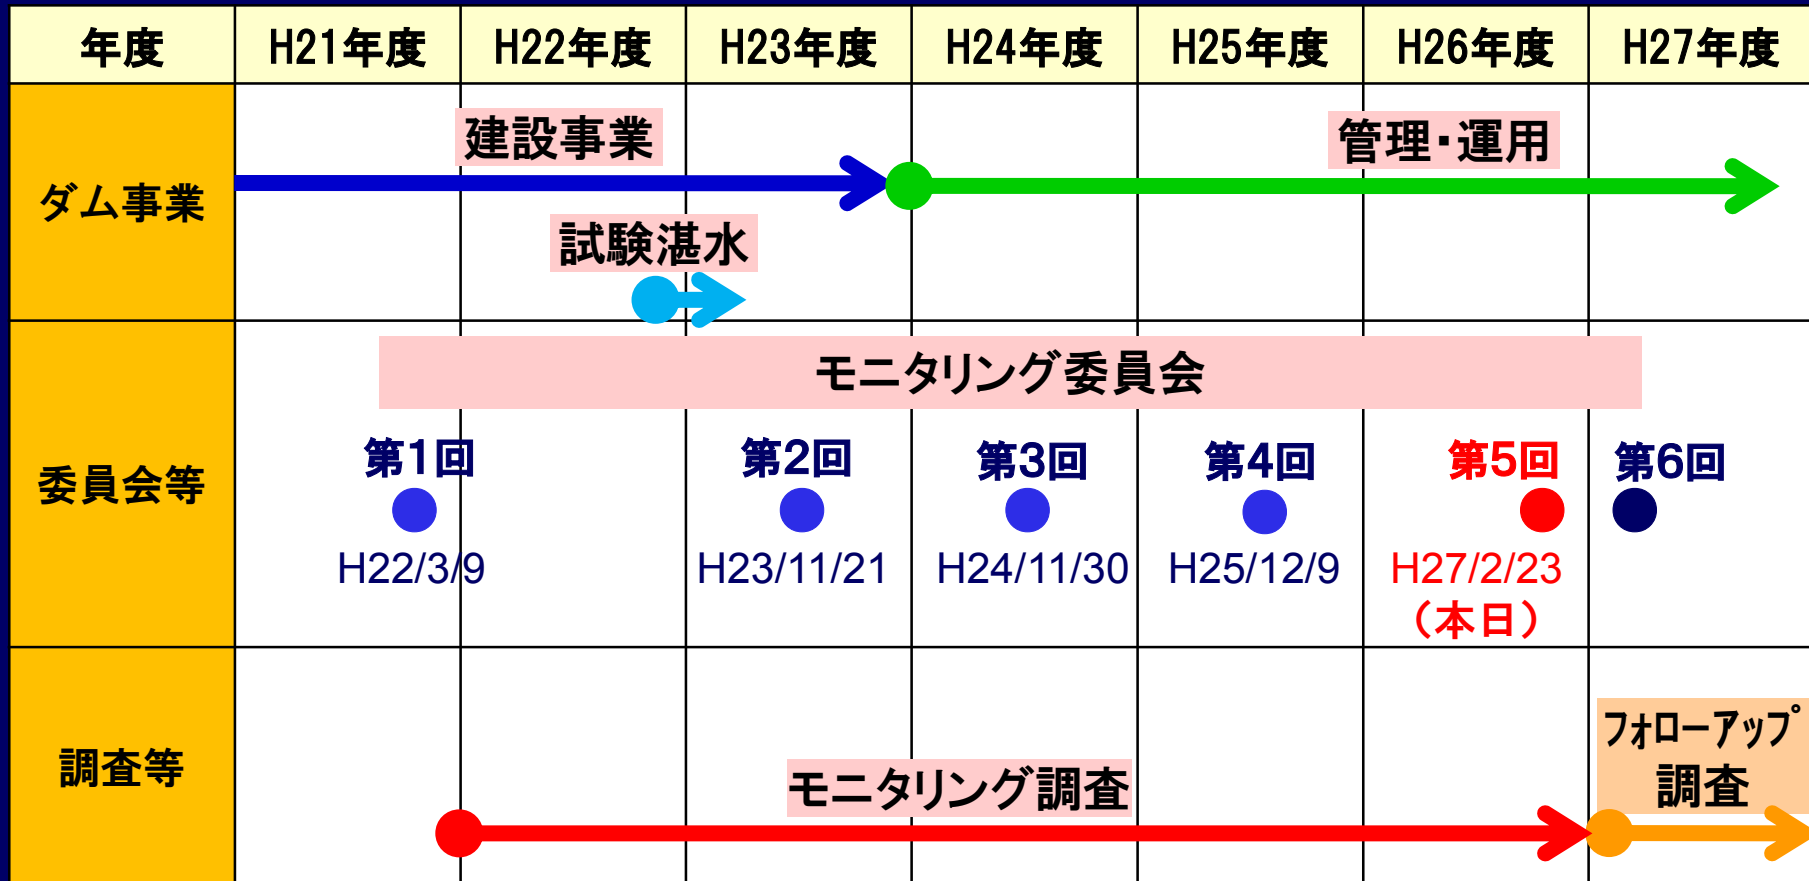 年度 H21年度 H22年度 H23年度 H24年度 H25年度 H26年度 H27年度
ダム事業
建設事業
管理・運用
試験湛水
委員会等
モニタリング委員会
第1回 第2回 第3回 第4回 第5回 第6回
H22/3/9 H23/11/21 H24/11/30 H25/12/9 H27/2/23
（本日）
調査等
モニタリング調査
フォローアップ
調査